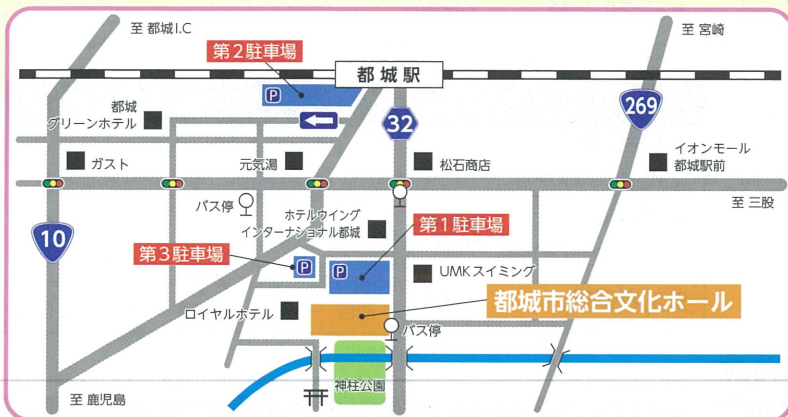 至 都城I.C
至 宮崎
第2駐車場
都城駅
P
都城
グリーンホテル
32
269
ガスト
元気湯
松石商店
イオンモール
都城駅前
至 三股
バス停
ホテルウイング
インターナショナル都城
10
第1駐車場
第3駐車場
P
P
UMKスイミング
ロイヤルホテル
都城市総合文化ホール
バス停
神柱公園
至 鹿児島